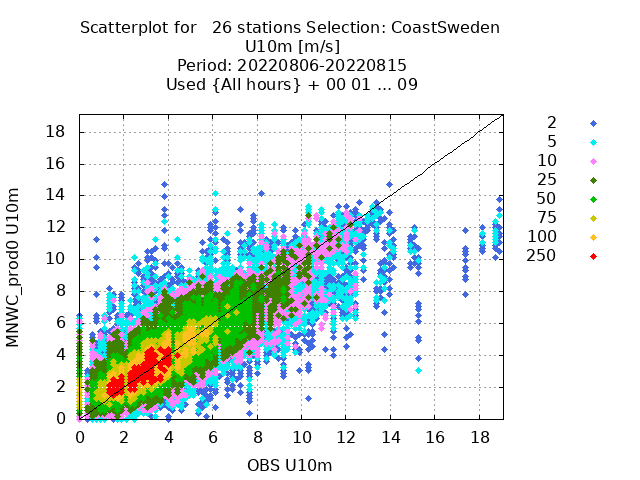 Scatterplot for   26 stations Selection: CoastSweden
U10m [m/s]
Period: 20220806-20220815
Used {All hours} + 00 01 ... 09
2
5
10
25
50
75
100
250
MNWC_prod0 U10m
18
16
14
12
10
8
6
4
2
0
0 2 4 6 8 10 12 14 16 18
OBS U10m